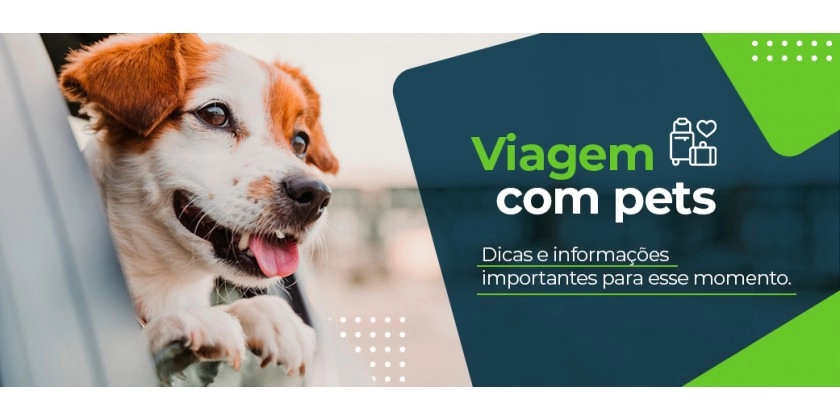 Viagem
com pets
Dicas e informações
importantes para esse momento.